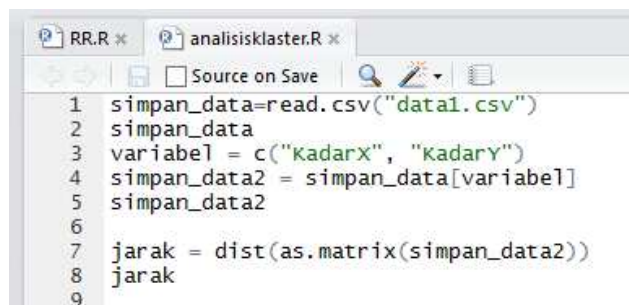 RR.R × analisisklaster.R ×
Source on Save
1 simpan_data=read.csv("data1.csv")
2 simpan_data
3 variabel = c("KadarX", "KadarY")
4 simpan_data2 = simpan_data[variabel]
5 simpan_data2
6
7 jarak = dist(as.matrix(simpan_data2))
8 jarak
9